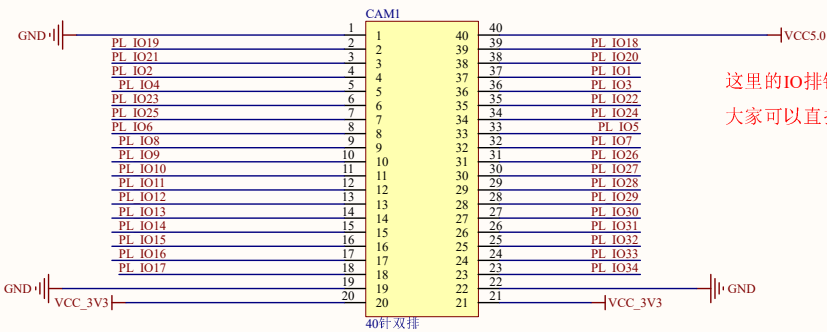 CAM1
GND 1 1 40 40 VCC5.0
PL_IO19 2 2 39 39 PL_IO18
PL_IO21 3 3 38 38 PL_IO20
PL_IO2 4 4 37 37 PL_IO1
PL_IO4 5 5 36 36 PL_IO3
PL_IO23 6 6 35 35 PL_IO22
PL_IO25 7 7 34 34 PL_IO24
PL_IO6 8 8 33 33 PL_IO5
PL_IO8 9 9 32 32 PL_IO7
PL_IO9 10 10 31 31 PL_IO26
PL_IO10 11 11 30 30 PL_IO27
PL_IO11 12 12 29 29 PL_IO28
PL_IO12 13 13 28 28 PL_IO29
PL_IO13 14 14 27 27 PL_IO30
PL_IO14 15 15 26 26 PL_IO31
PL_IO15 16 16 25 25 PL_IO32
PL_IO16 17 17 24 24 PL_IO33
PL_IO17 18 18 23 23 PL_IO34
GND 19 19 22 22 GND
VCC_3V3 20 20 21 21 VCC_3V3
40针双排
这里的IO排
大家可以直